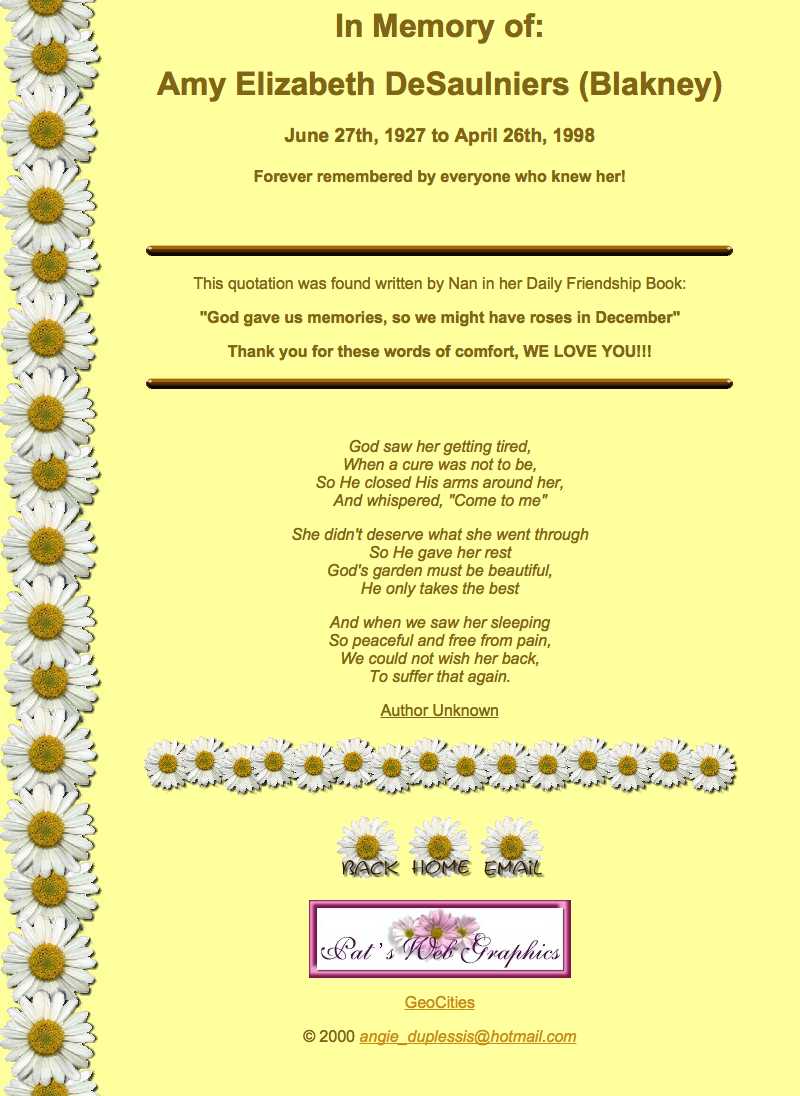 In Memory of:
Amy Elizabeth DeSaulniers (Blakney)
June 27th, 1927 to April 26th, 1998
Forever remembered by everyone who knew her!
This quotation was found written by Nan in her Daily Friendship Book:
"God gave us memories, so we might have roses in December"
Thank you for these words of comfort, WE LOVE YOU!!!
God saw her getting tired,
When a cure was not to be,
So He closed His arms around her,
And whispered, "Come to me"
She didn't deserve what she went through
So He gave her rest
God's garden must be beautiful,
He only takes the best
And when we saw her sleeping
So peaceful and free from pain,
We could not wish her back,
To suffer that again.
Author Unknown
BACK HOME EMAIL
Pat's Web Graphics
GeoCities
© 2000 angie_duplessis@hotmail.com